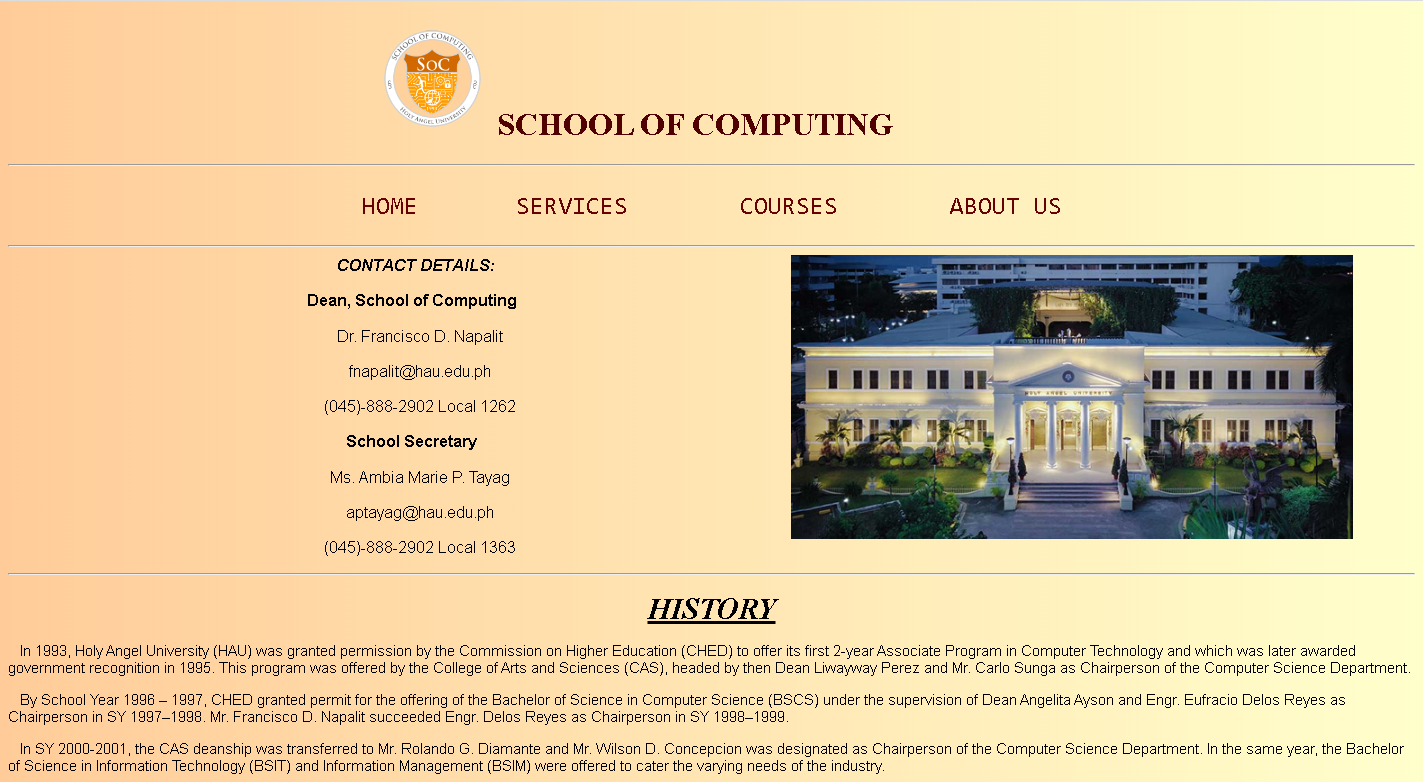 SCHOOL OF COMPUTING
SoC
HOLY ANGEL UNIVERSITY
SCHOOL OF COMPUTING
HOME SERVICES COURSES ABOUT US
CONTACT DETAILS:
Dean, School of Computing
Dr. Francisco D. Napalit
fnapalit@hau.edu.ph
(045)-888-2902 Local 1262
School Secretary
Ms. Ambia Marie P. Tayag
aptayag@hau.edu.ph
(045)-888-2902 Local 1363
HOLY ANGEL UNIVERSITY
HISTORY
In 1993, Holy Angel University (HAU) was granted permission by the Commission on Higher Education (CHED) to offer its first 2-year Associate Program in Computer Technology and which was later awarded
government recognition in 1995. This program was offered by the College of Arts and Sciences (CAS), headed by then Dean Liwayway Perez and Mr. Carlo Sunga as Chairperson of the Computer Science Department.
By School Year 1996 – 1997, CHED granted permit for the offering of the Bachelor of Science in Computer Science (BSCS) under the supervision of Dean Angelita Ayson and Engr. Eufracio Delos Reyes as
Chairperson in SY 1997–1998. Mr. Francisco D. Napalit succeeded Engr. Delos Reyes as Chairperson in SY 1998–1999.
In SY 2000-2001, the CAS deanship was transferred to Mr. Rolando G. Diamante and Mr. Wilson D. Concepcion was designated as Chairperson of the Computer Science Department. In the same year, the Bachelor
of Science in Information Technology (BSIT) and Information Management (BSIM) were offered to cater the varying needs of the industry.